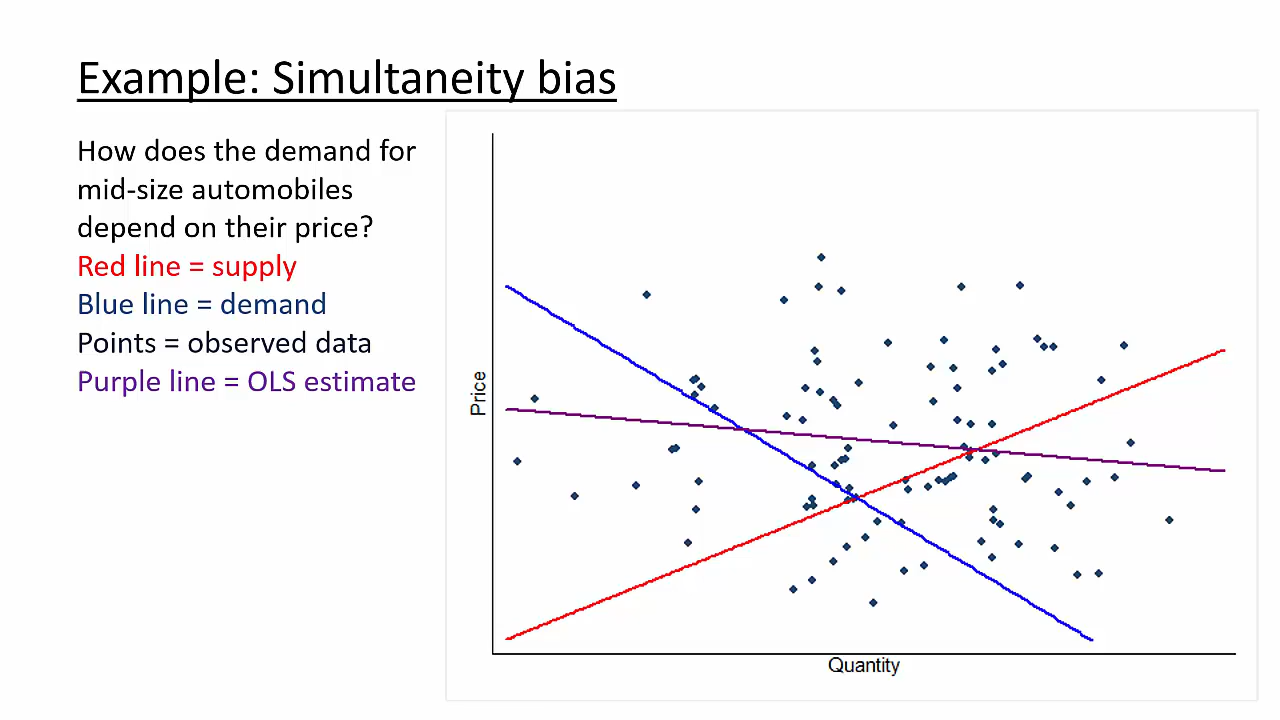 Example: Simultaneity bias
How does the demand for
mid-size automobiles
depend on their price?
Red line = supply
Blue line = demand
Points = observed data
Purple line = OLS estimate
Price
Quantity